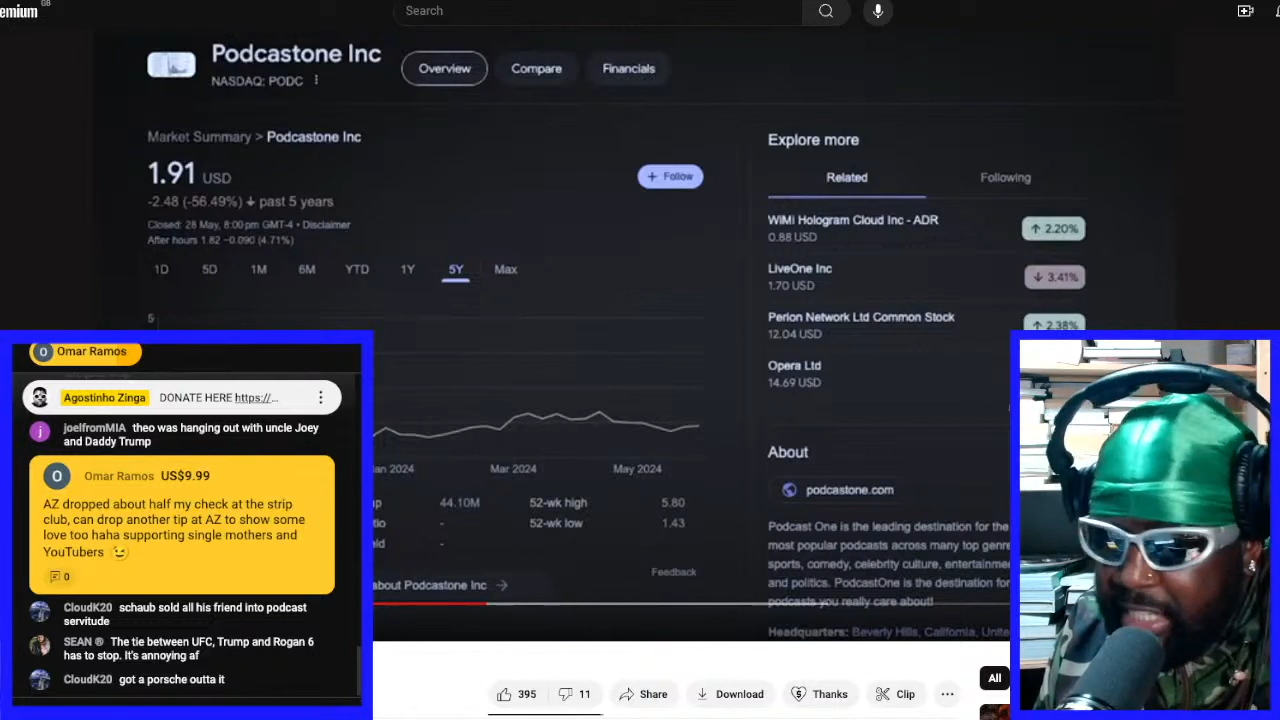 emium GB
Search
Podcastone Inc
NASDAQ: PODC
Overview
Compare
Financials
Market Summary > Podcastone Inc
1.91 USD
+ Follow
-2.48 (-56.49%) ↓ past 5 years
Closed: 28 May, 8:00 pm GMT-4 • Disclaimer
After hours 1.82 -0.090 (4.71%)
1D 5D 1M 6M YTD 1Y 5Y Max
5
an 2024 Mar 2024 May 2024
up 44.10M 52-wk high 5.80
tio - 52-wk low 1.43
ld -
Feedback
about Podcastone Inc →
Explore more
Related Following
WiMi Hologram Cloud Inc - ADR
0.88 USD
↑ 2.20%
LiveOne Inc
1.70 USD
↓ 3.41%
Perion Network Ltd Common Stock
12.04 USD
↑ 2.38%
Opera Ltd
14.69 USD
About
podcastone.com
Podcast One is the leading destination for the
most popular podcasts across many top genre
sports, comedy, celebrity culture, entertainme
and politics. PodcastOne is the destination f
podcasts you really care about!
Headquarters: Beverly Hills, California, Unite
O Omar Ramos
Agostinho Zinga DONATE HERE https://...
j joelfromMIA theo was hanging out with uncle Joey
and Daddy Trump
O Omar Ramos US$9.99
AZ dropped about half my check at the strip
club, can drop another tip at AZ to show some
love too haha supporting single mothers and
YouTubers 😉
0
CloudK20 schaub sold all his friend into podcast
servitude
SEAN ® The tie between UFC, Trump and Rogan 6
has to stop. It's annoying af
CloudK20 got a porsche outta it
395 11 Share Download Thanks Clip ...
All